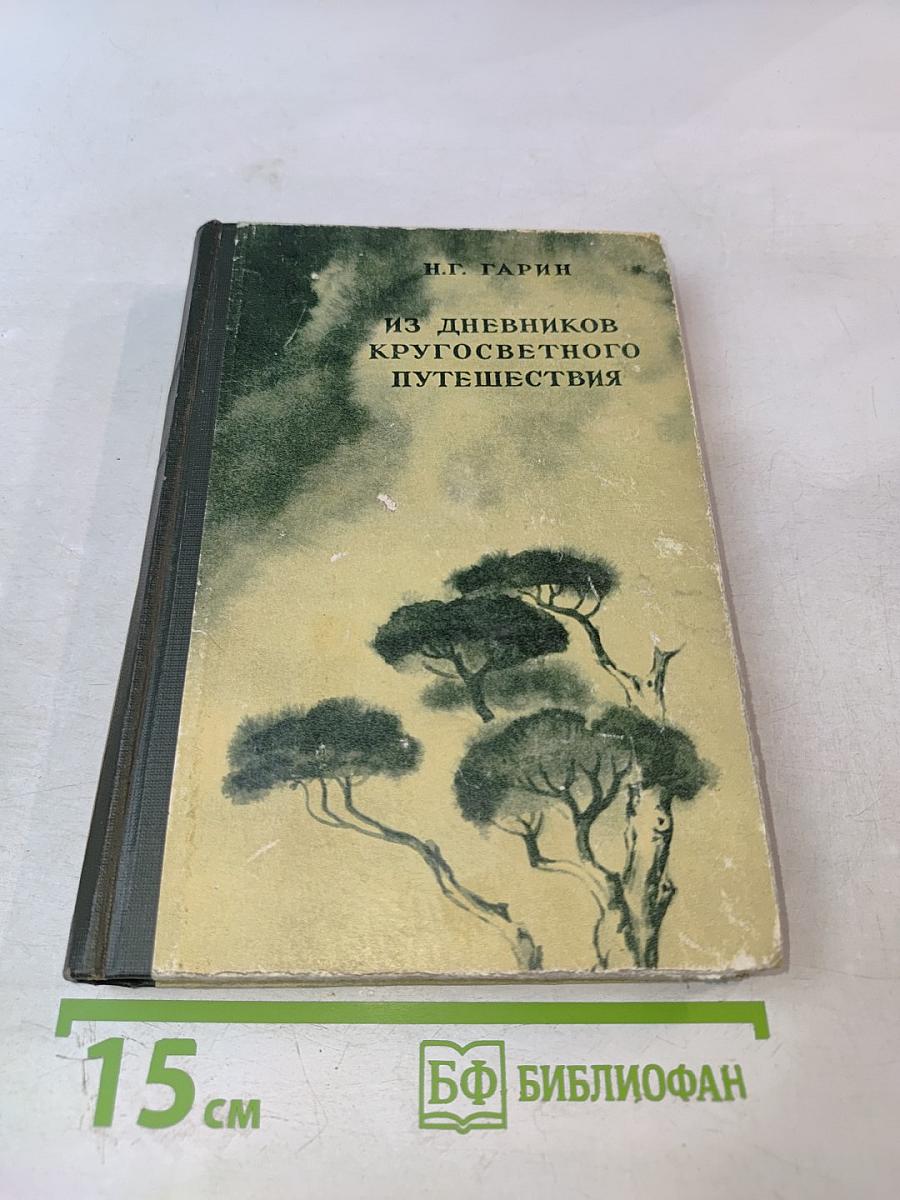 Н.Г. ГАРИН
ИЗ ДНЕВНИКОВ
КРУГОСВЕТНОГО
ПУТЕШЕСТВИЯ
15 см
БФ БИБЛИОФАН